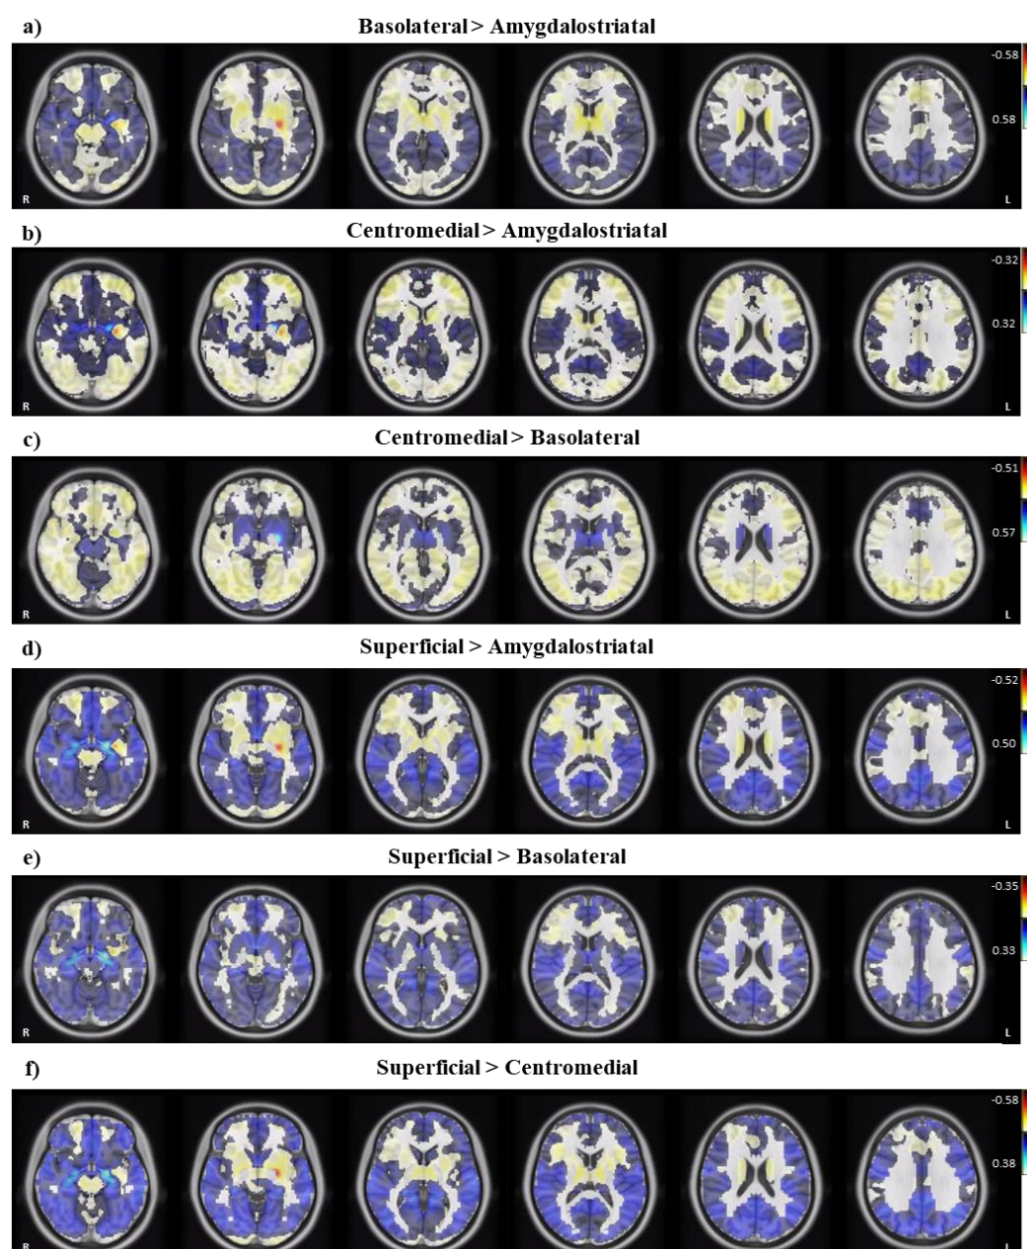 a) Basolateral > Amygdalostriatal
-0.58
0.58
R L
b) Centromedial > Amygdalostriatal
-0.32
0.32
R L
c) Centromedial > Basolateral
-0.51
0.57
R L
d) Superficial > Amygdalostriatal
-0.52
0.50
R L
e) Superficial > Basolateral
-0.35
0.33
R L
f) Superficial > Centromedial
-0.58
0.38
R L